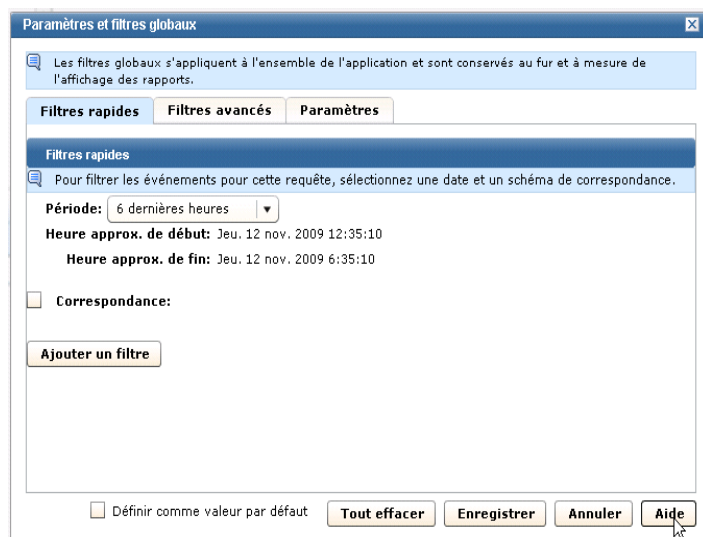 Paramètres et filtres globaux
Les filtres globaux s'appliquent à l'ensemble de l'application et sont conservés au fur et à mesure de
l'affichage des rapports.
Filtres rapides
Filtres avancés
Paramètres
Filtres rapides
Pour filtrer les événements pour cette requête, sélectionnez une date et un schéma de correspondance.
Période: 6 dernières heures
Heure approx. de début: Jeu. 12 nov. 2009 12:35:10
Heure approx. de fin: Jeu. 12 nov. 2009 6:35:10
Correspondance:
Ajouter un filtre
Définir comme valeur par défaut
Tout effacer
Enregistrer
Annuler
Aide